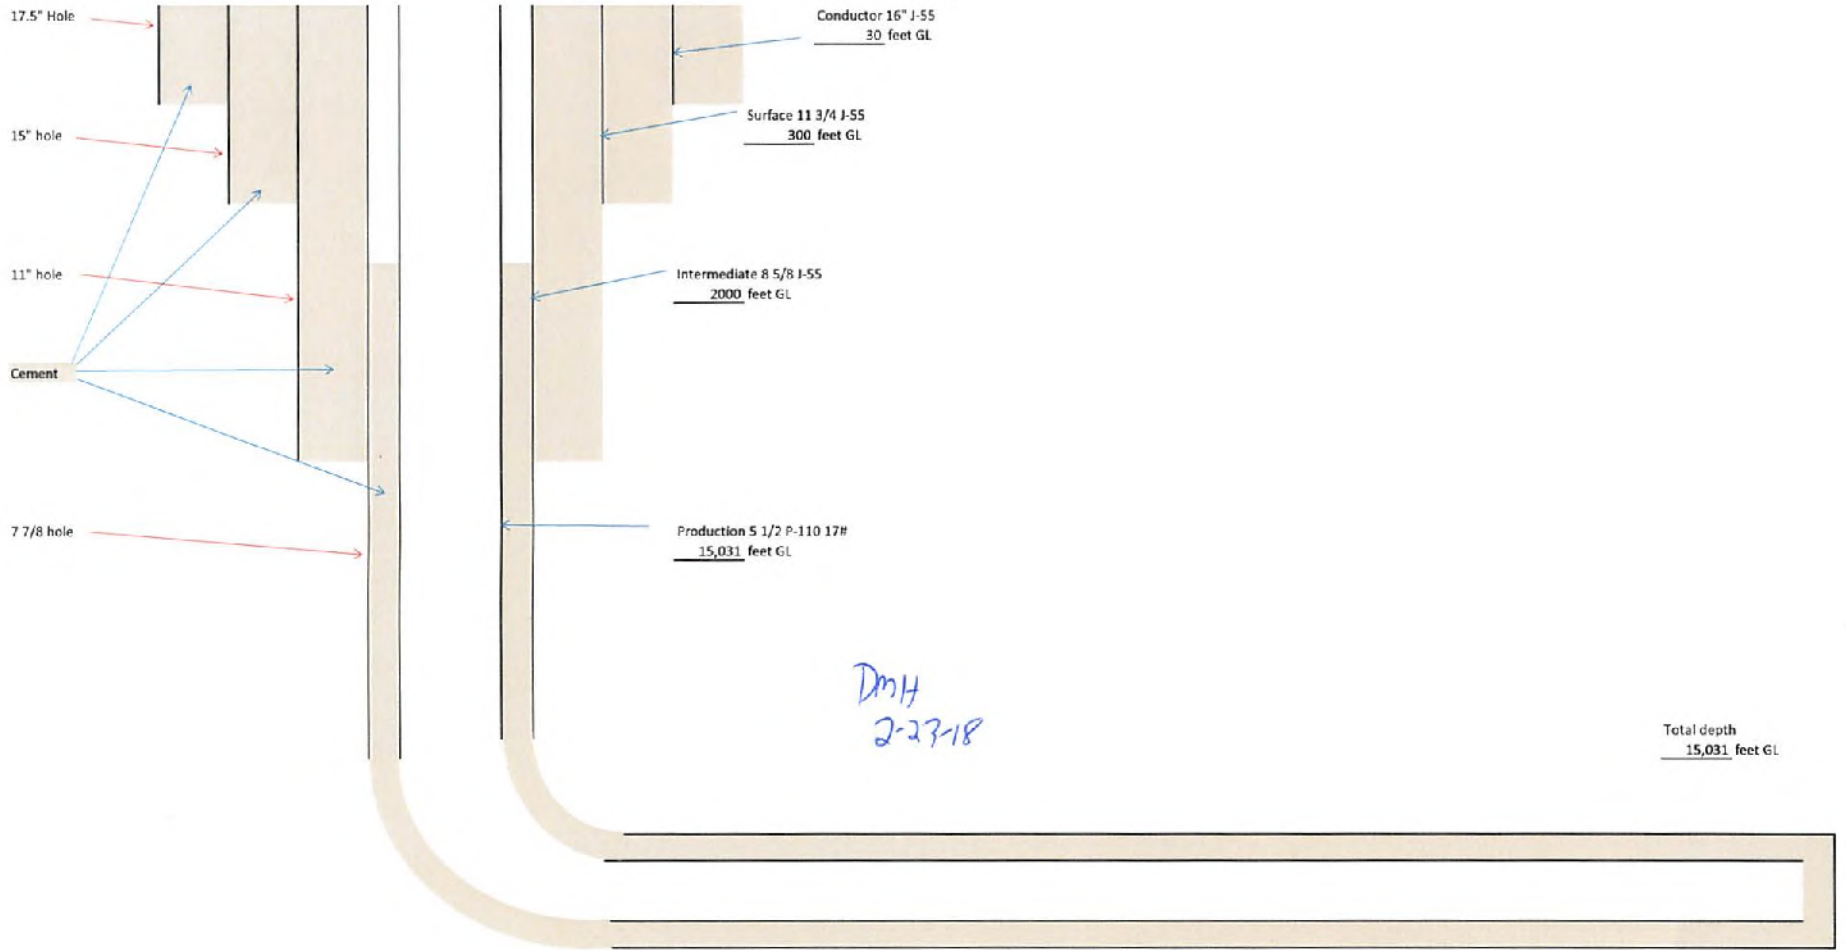 17.5" Hole
Conductor 16" J-55
30 feet GL
Surface 11 3/4 J-55
300 feet GL
15" hole
11" hole
Intermediate 8 5/8 J-55
2000 feet GL
Cement
7 7/8 hole
Production 5 1/2 P-110 17#
15,031 feet GL
DMH
2-23-18
Total depth
15,031 feet GL